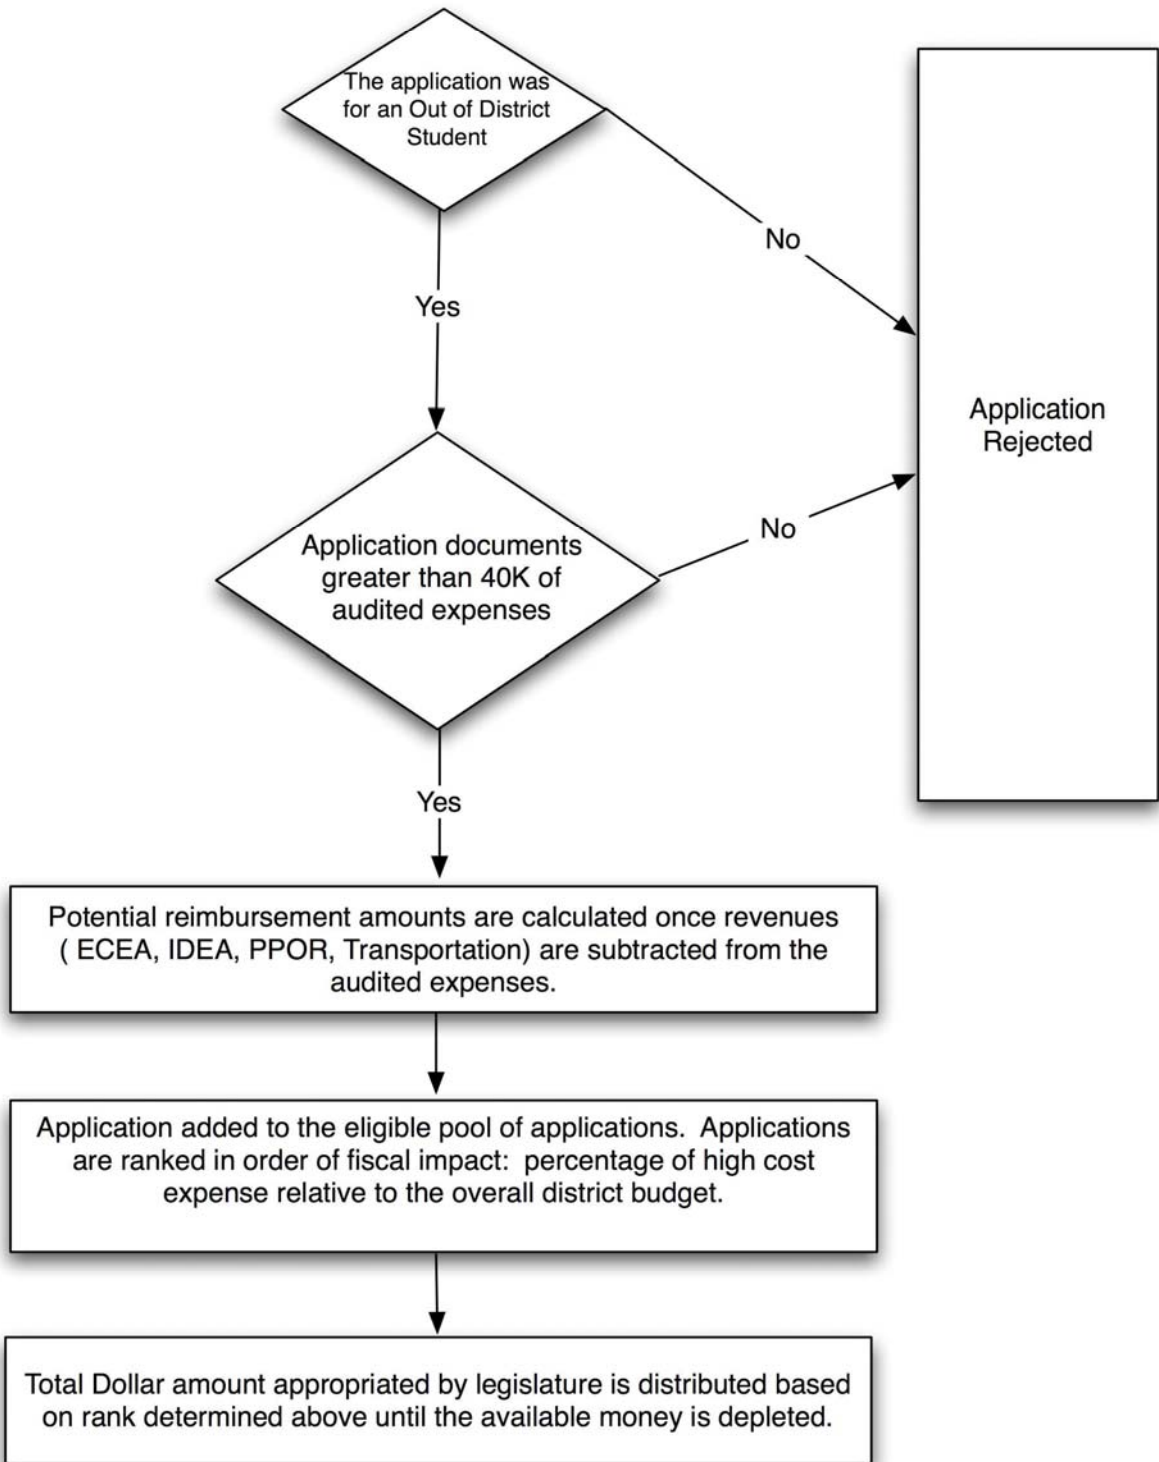 The application was
for an Out of District
Student
No
Yes
Application
Rejected
Application documents
greater than 40K of
audited expenses
No
Yes
Potential reimbursement amounts are calculated once revenues
( ECEA, IDEA, PPOR, Transportation) are subtracted from the
audited expenses.
Application added to the eligible pool of applications.  Applications
are ranked in order of fiscal impact:  percentage of high cost
expense relative to the overall district budget.
Total Dollar amount appropriated by legislature is distributed based
on rank determined above until the available money is depleted.